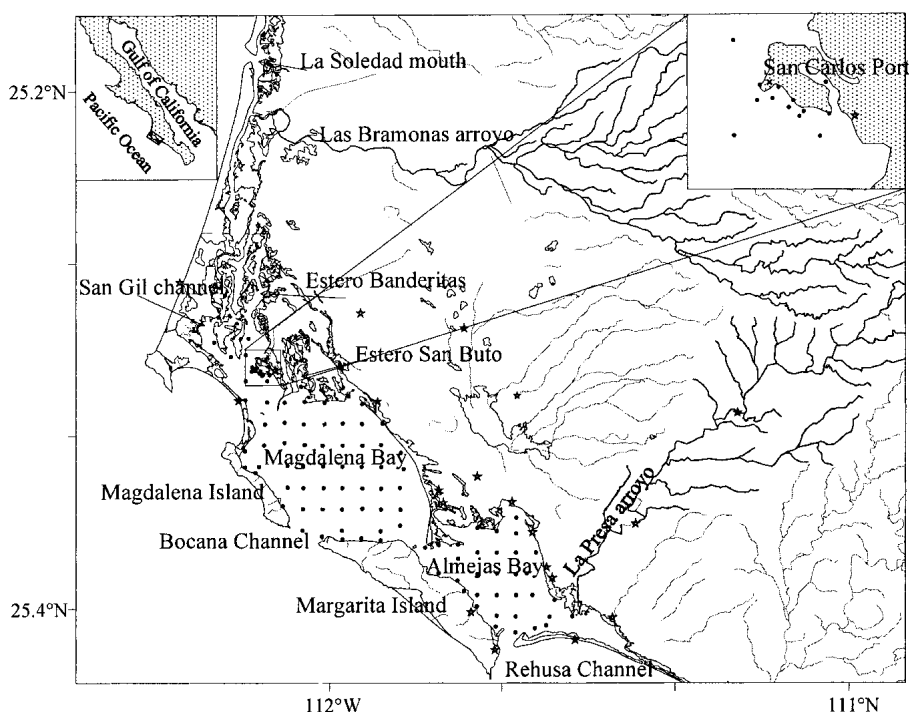 Gulf of California
Pacific Ocean
La Soledad mouth
San Carlos Port
25.2°N
Las Bramonas arroyo
San Gil channel
Estero Banderitas
Estero San Buto
Magdalena Bay
Magdalena Island
La Presa arroyo
Bocana Channel
Almejas Bay
25.4°N
Margarita Island
Rehusa Channel
112°W
111°N